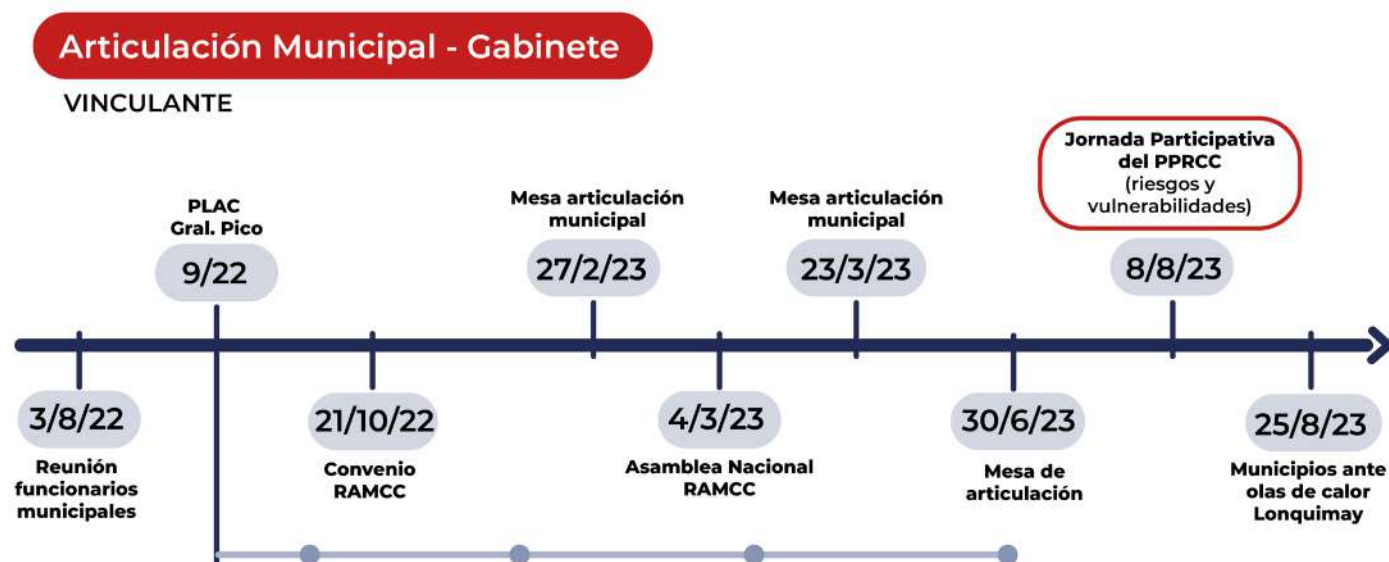 Articulación Municipal - Gabinete
VINCULANTE
PLAC
Gral. Pico
9/22
Mesa articulación
municipal
27/2/23
Mesa articulación
municipal
23/3/23
Jornada Participativa
del PPRCC
(riesgos y
vulnerabilidades)
8/8/23
3/8/22
Reunión
funcionarios
municipales
21/10/22
Convenio
RAMCC
4/3/23
Asamblea Nacional
RAMCC
30/6/23
Mesa de
articulación
25/8/23
Municipios ante
olas de calor
Lonquimay